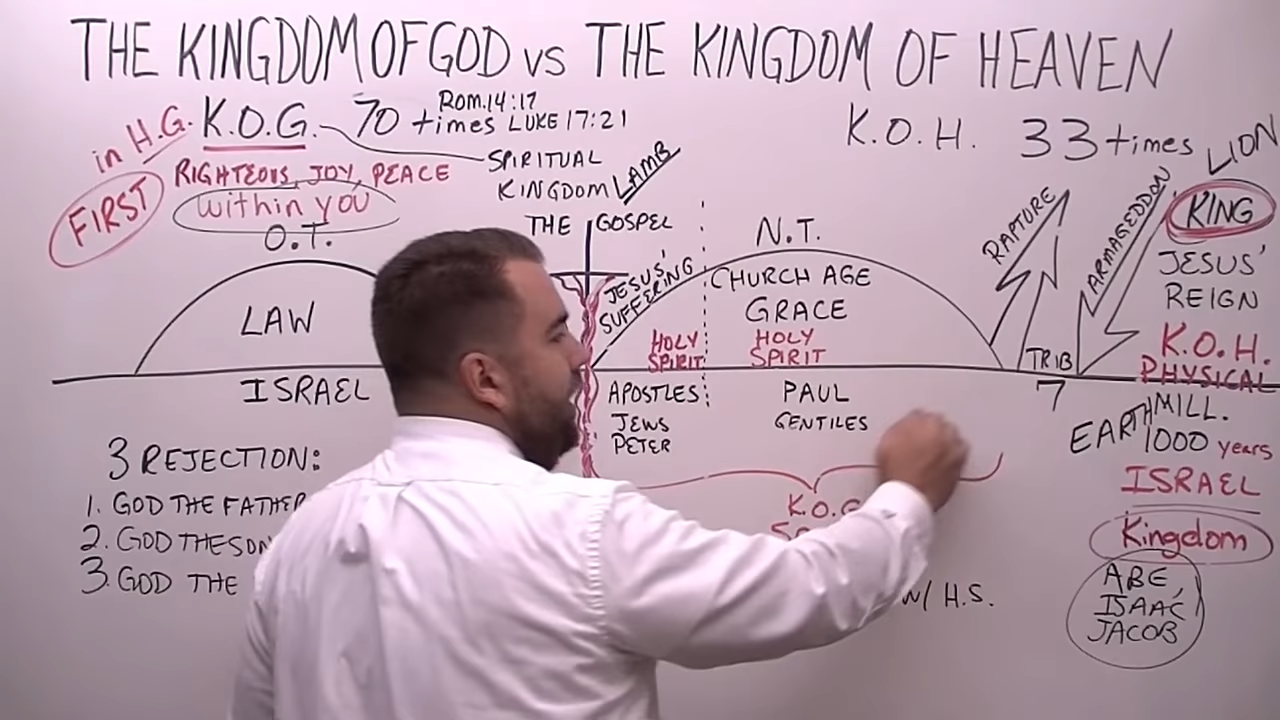 THE KINGDOM OF GOD vs THE KINGDOM OF HEAVEN
in H.G. K.O.G. 70 times Rom.14:17
LUKE 17:21
K.O.H. 33 times
FIRST
RIGHTEOUS, JOY, PEACE
within you
SPIRITUAL
KINGDOM LAMB
LION
KING
JESUS'
REIGN
K.O.H.
PHYSICAL
O.T.
LAW
ISRAEL
THE GOSPEL
JESUS'
SUFFERING
HOLY
SPIRIT
N.T.
CHURCH AGE
GRACE
HOLY
SPIRIT
RAPTURE
ARMAGEDDON
TRIB
7
APOSTLES
JEWS
PETER
PAUL
GENTILES
EARTH
MILL.
1000 years
ISRAEL
Kingdom
ABE,
ISAAC,
JACOB
3 REJECTION:
1. GOD THE FATHER
2. GOD THE SON
3. GOD THE
K.O.G
w/ H.S.